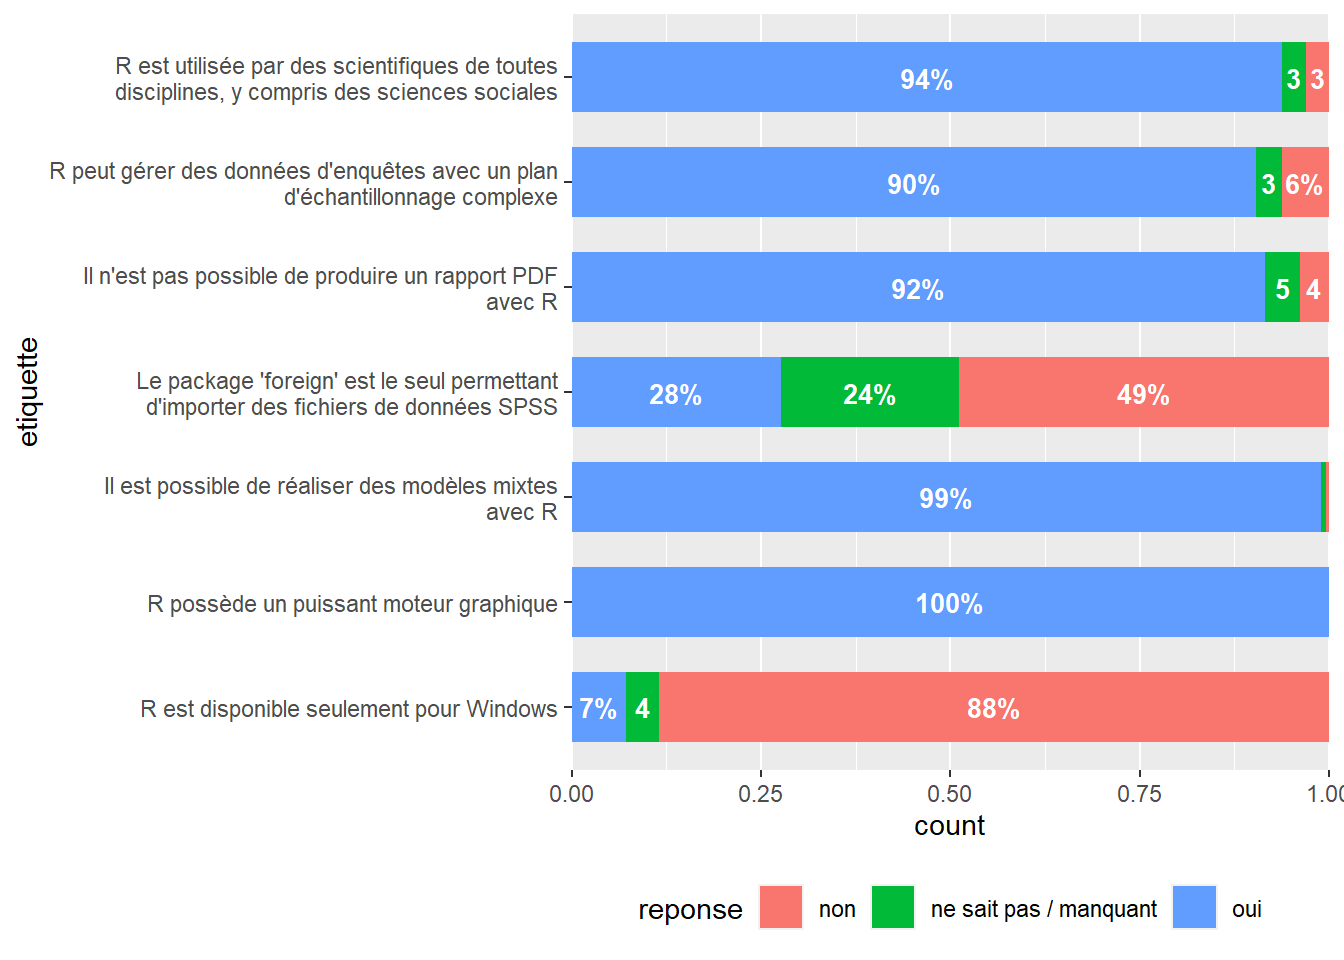 R est utilisée par des scientifiques de toutes
disciplines, y compris des sciences sociales
94% 3 3
R peut gérer des données d'enquêtes avec un plan
d'échantillonnage complexe
90% 3 6%
Il n'est pas possible de produire un rapport PDF
avec R
92% 5 4
Le package 'foreign' est le seul permettant
d'importer des fichiers de données SPSS
28% 24% 49%
Il est possible de réaliser des modèles mixtes
avec R
99%
R possède un puissant moteur graphique
100%
R est disponible seulement pour Windows
7% 4 88%
etiquette
0.00 0.25 0.50 0.75 1.00
count
reponse non ne sait pas / manquant oui